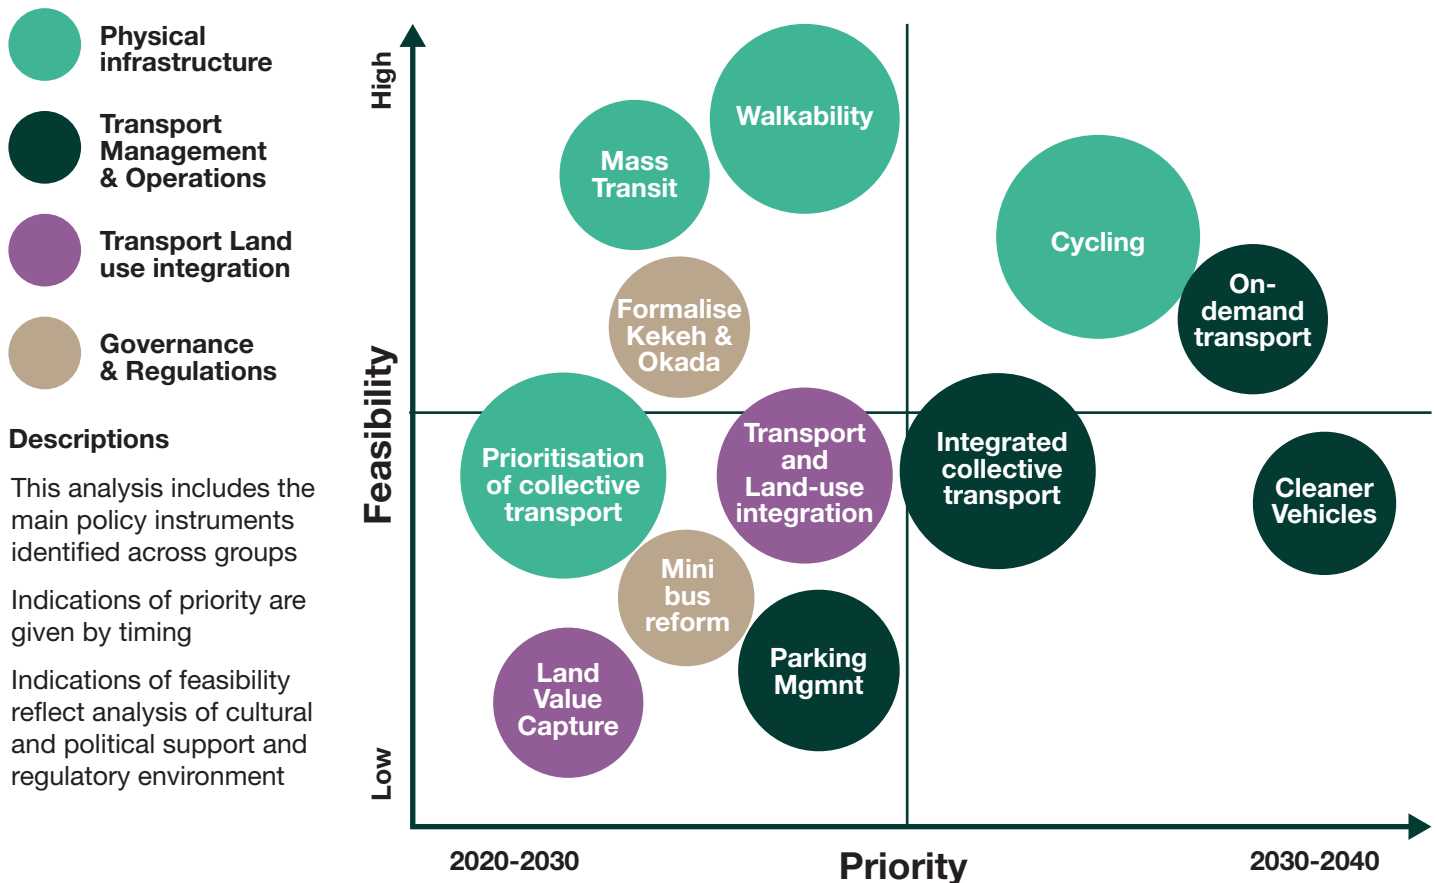 Physical
infrastructure
Transport
Management
& Operations
Transport Land
use integration
Governance
& Regulations
Descriptions
This analysis includes the
main policy instruments
identified across groups
Indications of priority are
given by timing
Indications of feasibility
reflect analysis of cultural
and political support and
regulatory environment
High
Feasibility
Low
Walkability
Mass
Transit
Cycling
On-
demand
transport
Formalise
Kekeh &
Okada
Prioritisation
of collective
transport
Transport
and
Land-use
integration
Integrated
collective
transport
Cleaner
Vehicles
Mini
bus
reform
Land
Value
Capture
Parking
Mgmnt
2020-2030
Priority
2030-2040